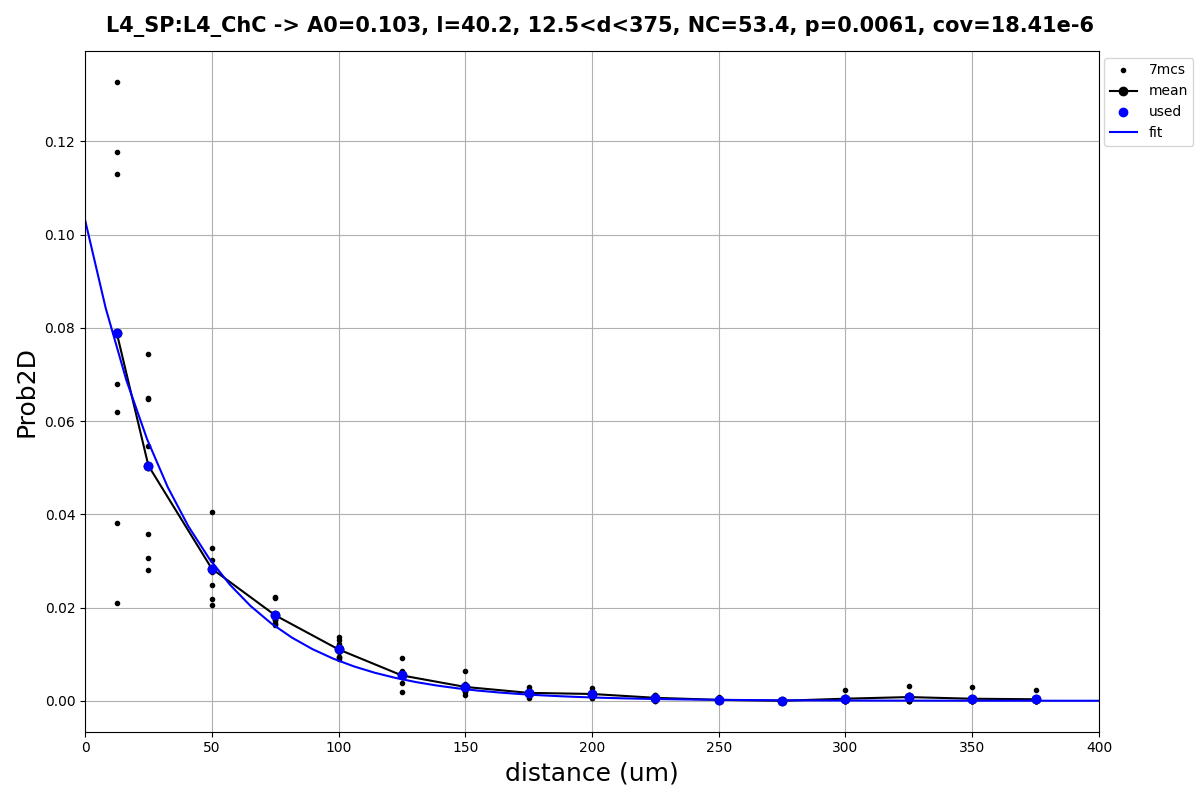 L4_SP:L4_ChC -> A0=0.103, l=40.2, 12.5<d<375, NC=53.4, p=0.0061, cov=18.41e-6
7mcs
mean
used
fit
0.12
0.10
0.08
0.06
0.04
0.02
0.00
Prob2D
0 50 100 150 200 250 300 350 400
distance (um)